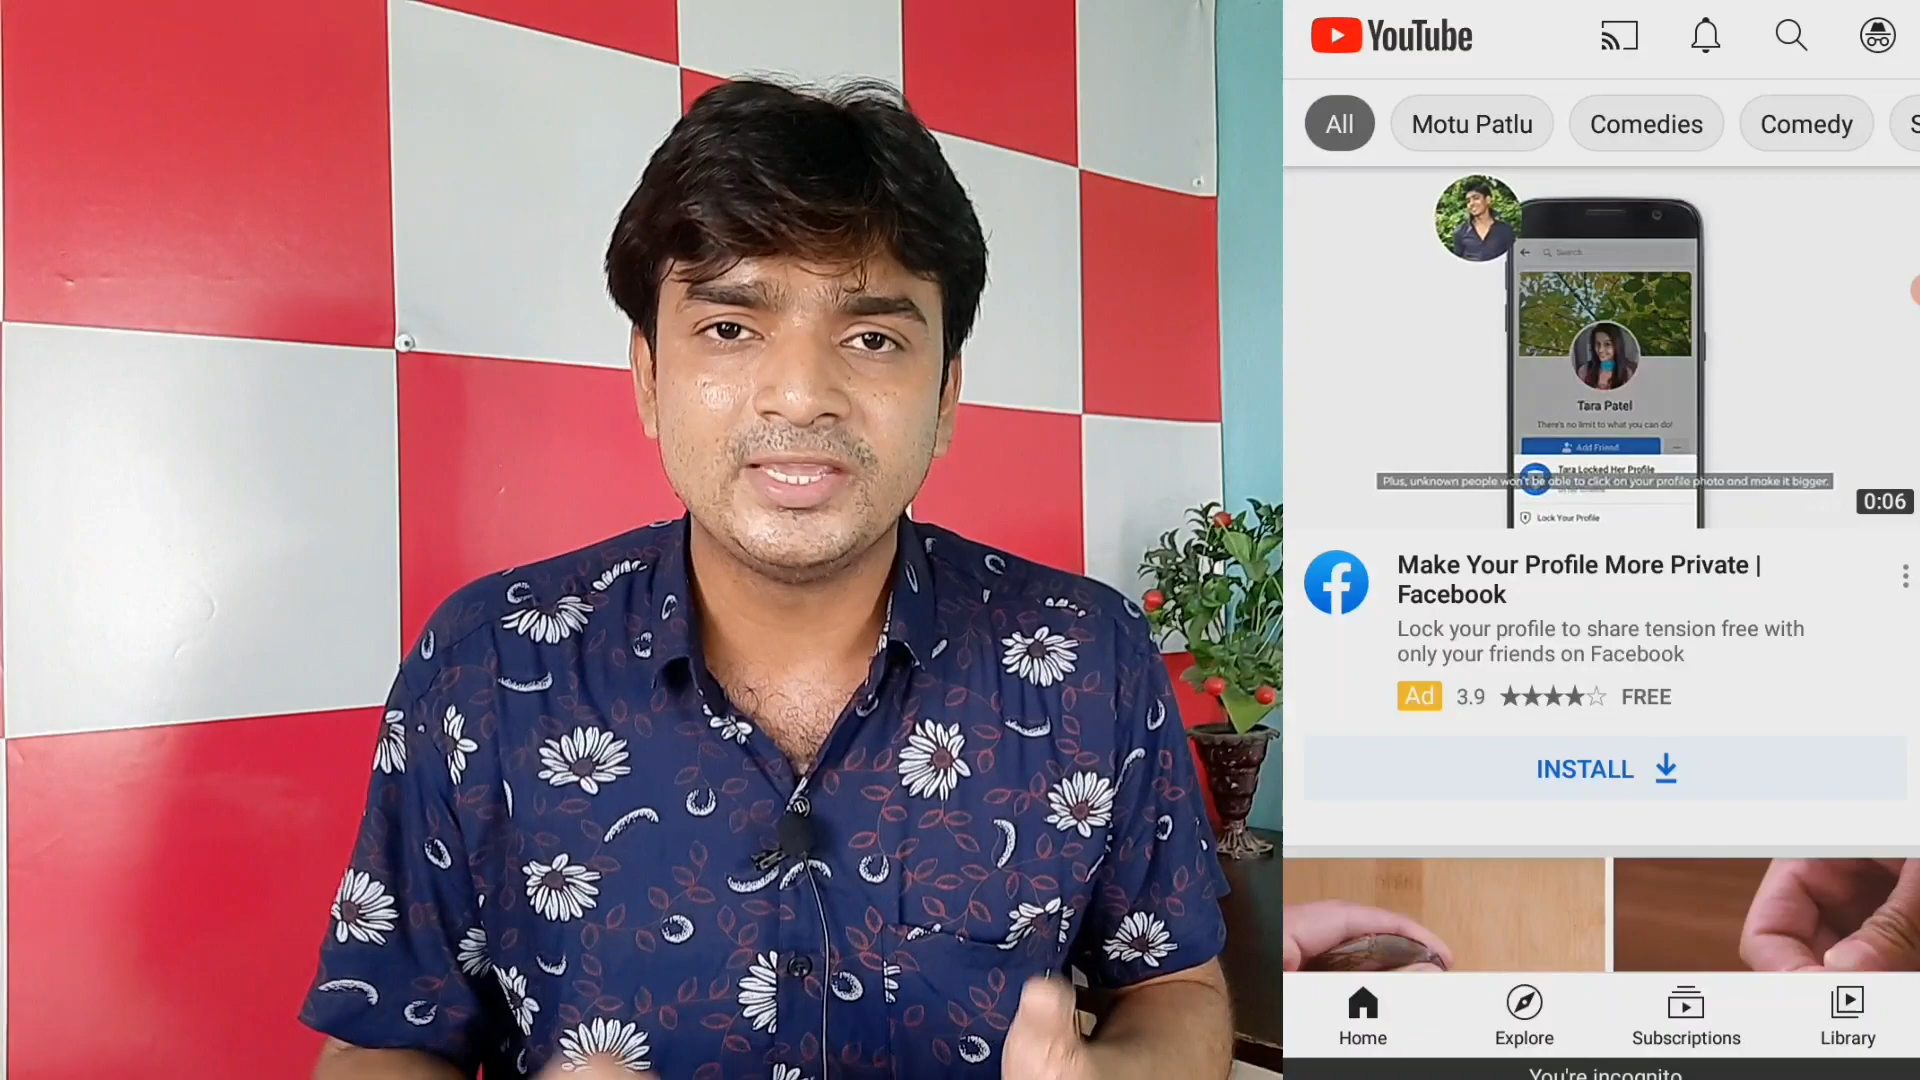 YouTube
All
Motu Patlu
Comedies
Comedy
S
Search
Tara Patel
There's no limit to what you can do!
Add Friend
Tara Locked Her Profile
Plus, unknown people won't be able to click on your profile photo and make it bigger.
Lock Your Profile
0:06
Make Your Profile More Private |
Facebook
Lock your profile to share tension free with
only your friends on Facebook
Ad 3.9 ★★★★☆ FREE
INSTALL
Home
Explore
Subscriptions
Library
You're incognito